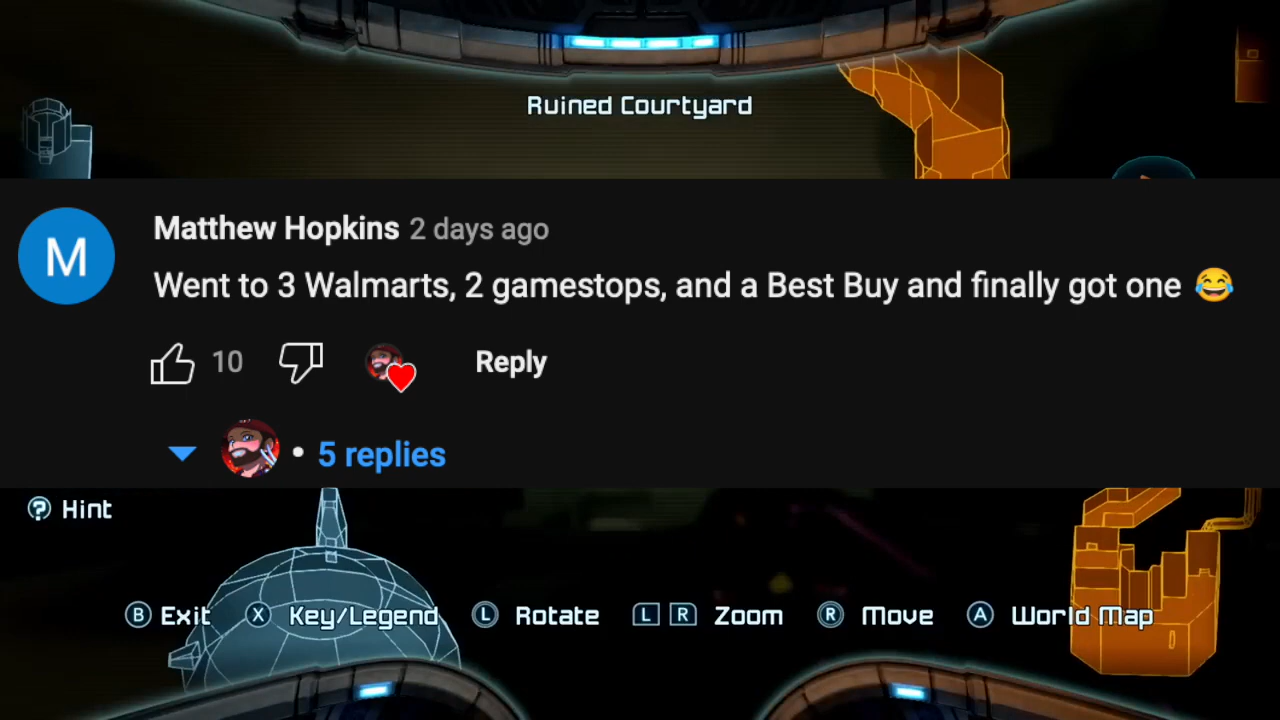 Ruined Courtyard
M
Matthew Hopkins 2 days ago
Went to 3 Walmarts, 2 gamestops, and a Best Buy and finally got one 😂
10 Reply
• 5 replies
? Hint
B Exit X Key/Legend L Rotate L R Zoom R Move A World Map